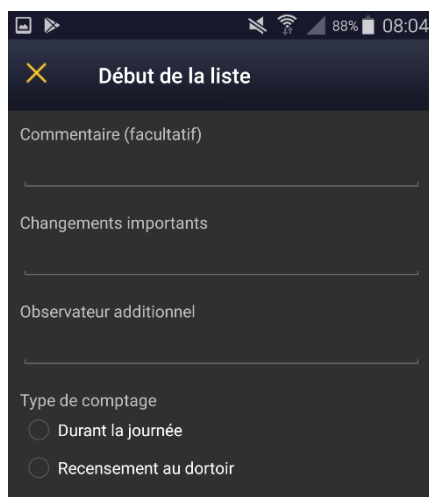 88% 08:04
Début de la liste
Commentaire (facultatif)
Changements importants
Observateur additionnel
Type de comptage
Durant la journée
Recensement au dortoir